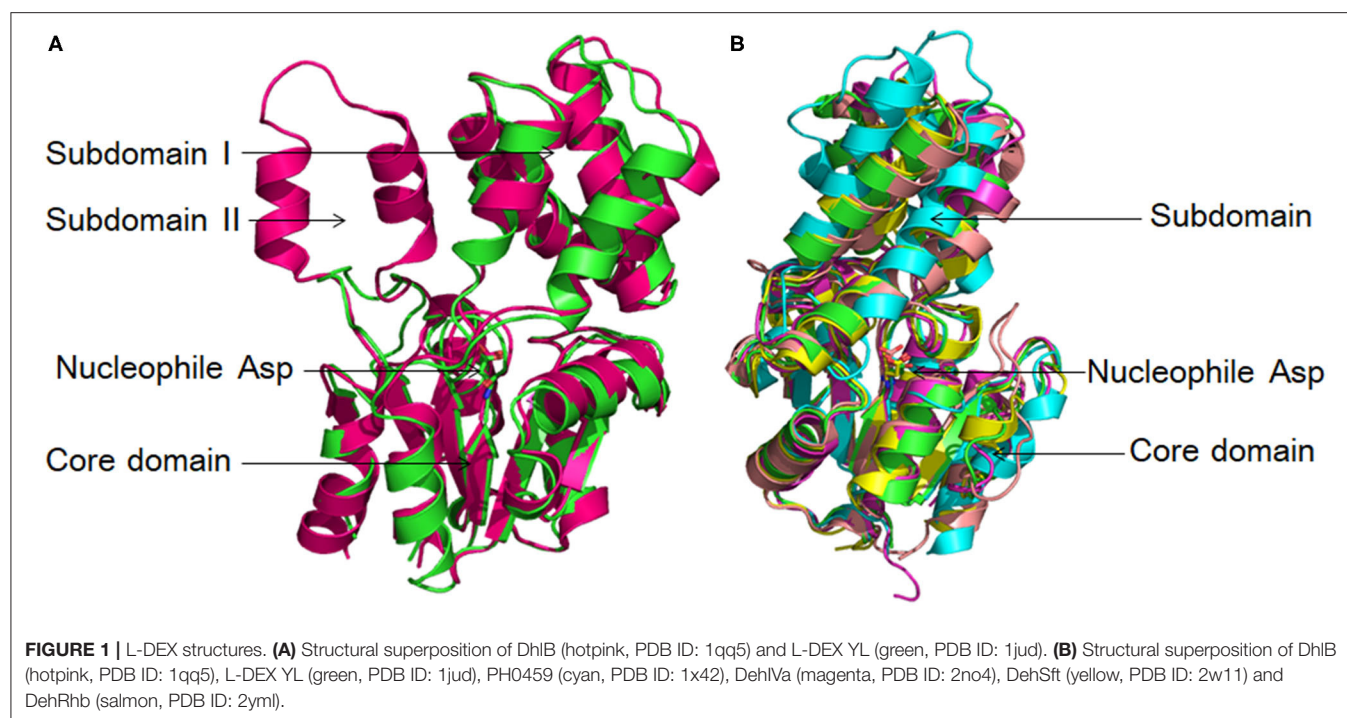 A
B
Subdomain I
Subdomain II
Subdomain
Nucleophile Asp
Nucleophile Asp
Core domain
Core domain
FIGURE 1 | L-DEX structures. (A) Structural superposition of DhlB (hotpink, PDB ID: 1qq5) and L-DEX YL (green, PDB ID: 1jud). (B) Structural superposition of DhlB
(hotpink, PDB ID: 1qq5), L-DEX YL (green, PDB ID: 1jud), PH0459 (cyan, PDB ID: 1x42), DehIVa (magenta, PDB ID: 2no4), DehSft (yellow, PDB ID: 2w11) and
DehRhb (salmon, PDB ID: 2yml).